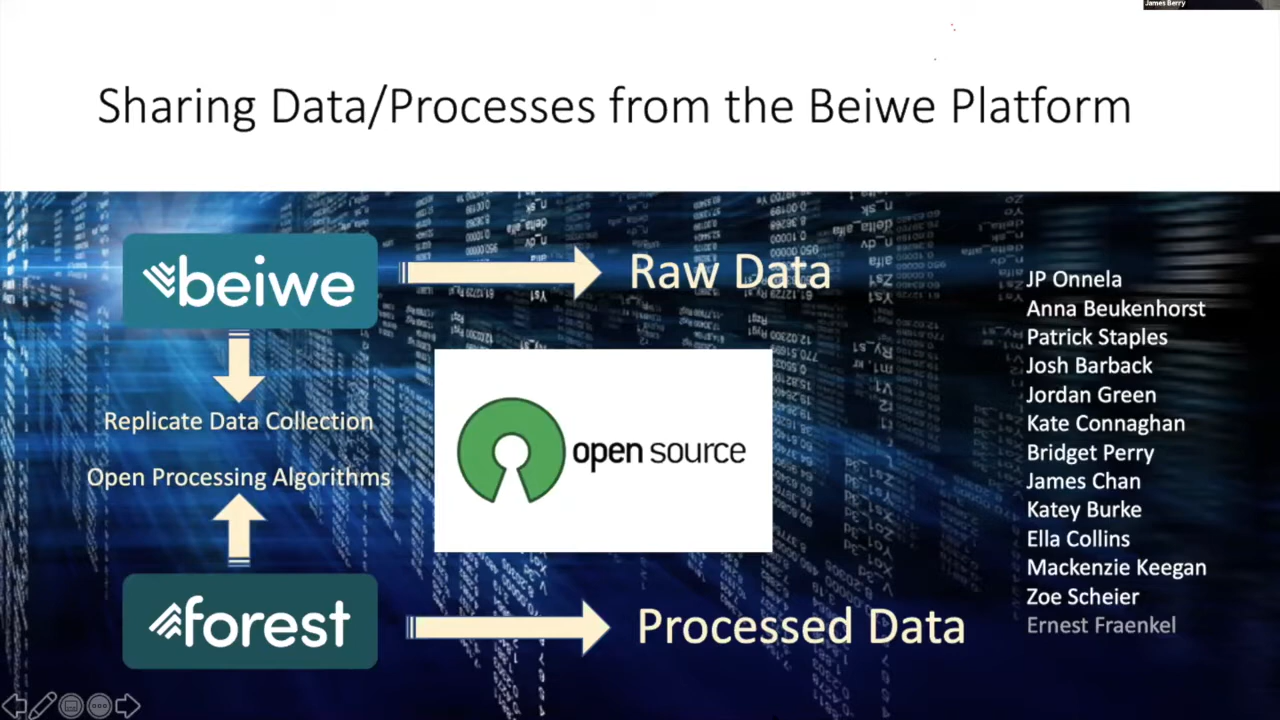 James Berry
Sharing Data/Processes from the Beiwe Platform
beiwe
Raw Data
Replicate Data Collection
Open Processing Algorithms
open source
forest
Processed Data
JP Onnela
Anna Beukenhorst
Patrick Staples
Josh Barback
Jordan Green
Kate Connaghan
Bridget Perry
James Chan
Katey Burke
Ella Collins
Mackenzie Keegan
Zoe Scheier
Ernest Fraenkel